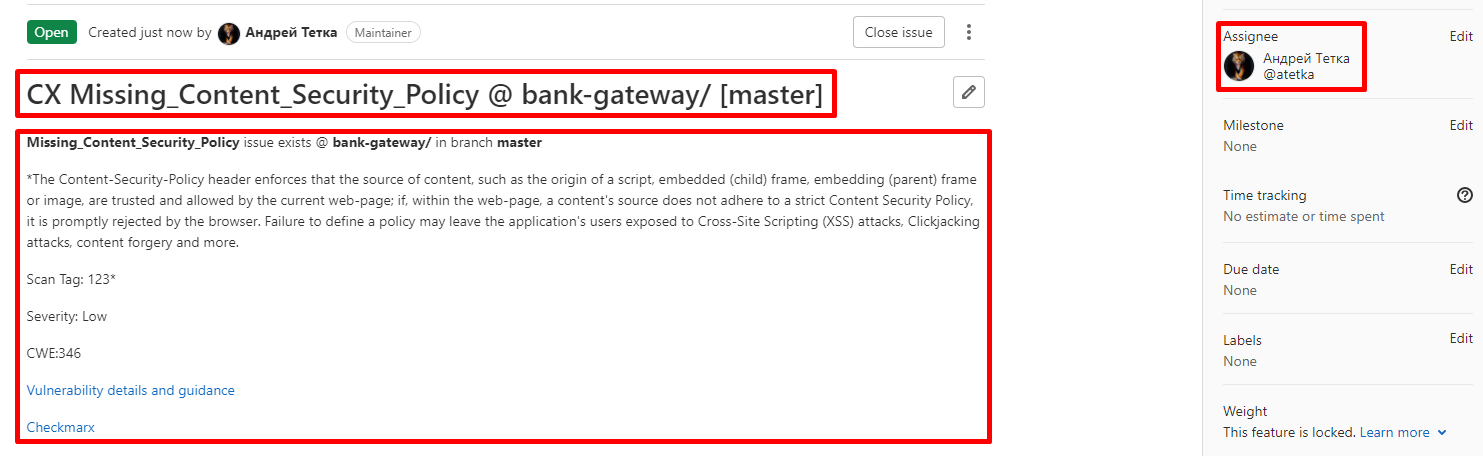 Open Created just now by Андрей Тетка Maintainer Close issue
CX Missing_Content_Security_Policy @ bank-gateway/ [master]
Missing_Content_Security_Policy issue exists @ bank-gateway/ in branch master
*The Content-Security-Policy header enforces that the source of content, such as the origin of a script, embedded (child) frame, embedding (parent) frame
or image, are trusted and allowed by the current web-page; if, within the web-page, a content's source does not adhere to a strict Content Security Policy,
it is promptly rejected by the browser. Failure to define a policy may leave the application's users exposed to Cross-Site Scripting (XSS) attacks, Clickjacking
attacks, content forgery and more.
Scan Tag: 123*
Severity: Low
CWE:346
Vulnerability details and guidance
Checkmarx
Assignee Edit
Андрей Тетка
@atetka
Milestone Edit
None
Time tracking
No estimate or time spent
Due date Edit
None
Labels Edit
None
Weight
This feature is locked. Learn more